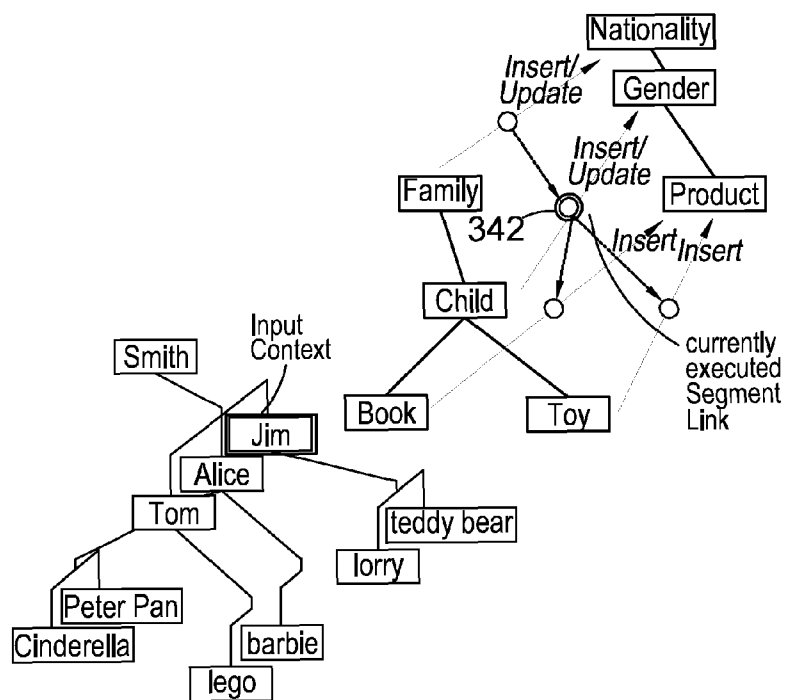 Nationality
Insert/
Update
Gender
Insert/
Update
Family
Product
342
Insert
Insert
Child
Input
Context
Smith
currently
executed
Segment
Link
Book
Toy
Jim
Alice
Tom
teddy bear
lorry
Peter Pan
Cinderella
barbie
lego